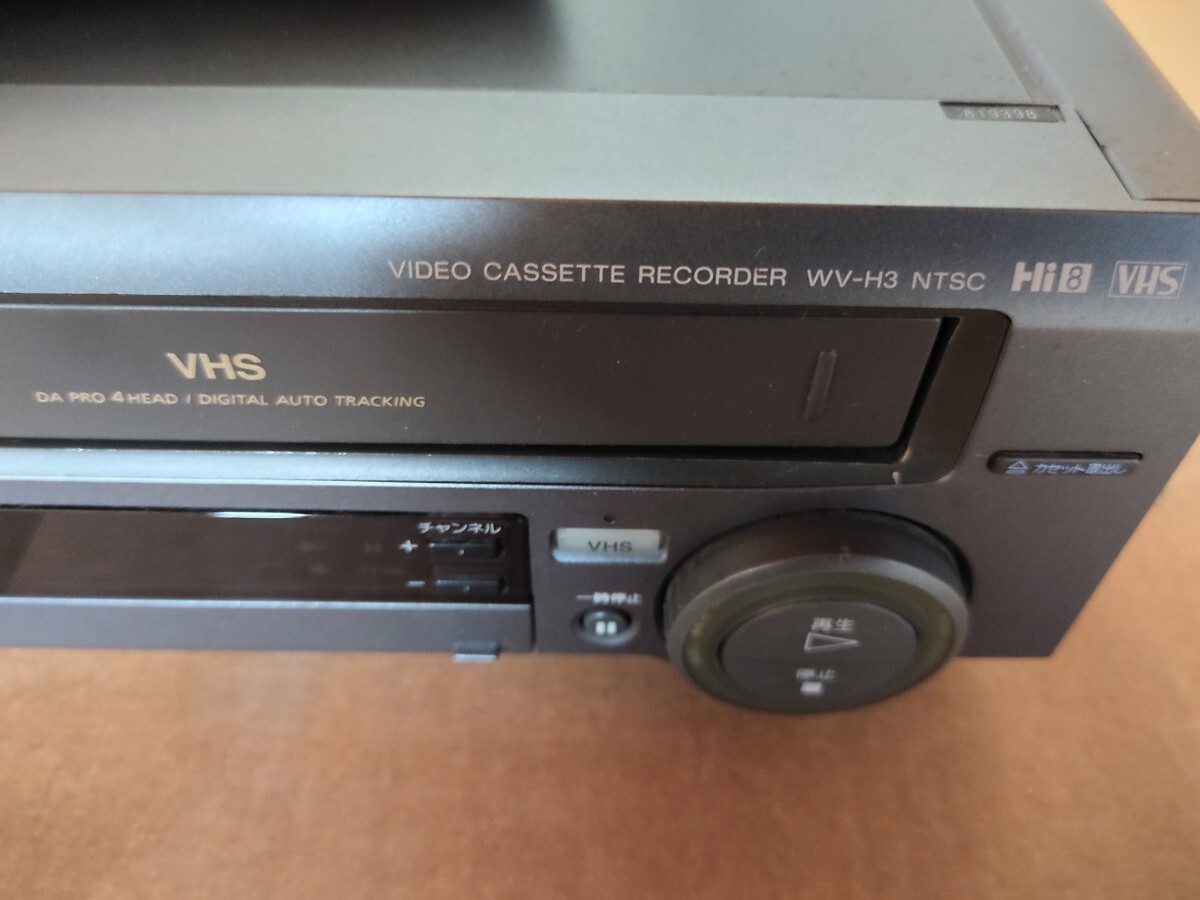 819398
VIDEO CASSETTE RECORDER WV-H3 NTSC Hi8 VHS
VHS
DA PRO 4 HEAD / DIGITAL AUTO TRACKING
カセット取出し
チャンネル
+
−
VHS
一時停止
再生
停止